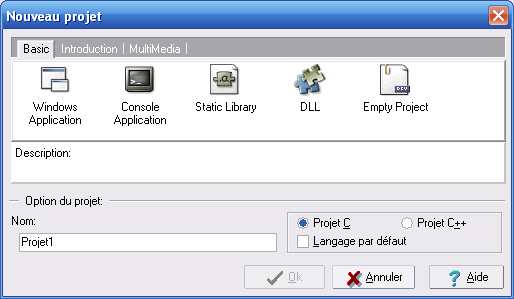 Nouveau projet
Basic Introduction MultiMedia
Windows Application
Console Application
Static Library
DLL
Empty Project
Description:
Option du projet:
Nom:
Projet1
Projet C
Projet C++
Langage par défaut
Ok
Annuler
Aide